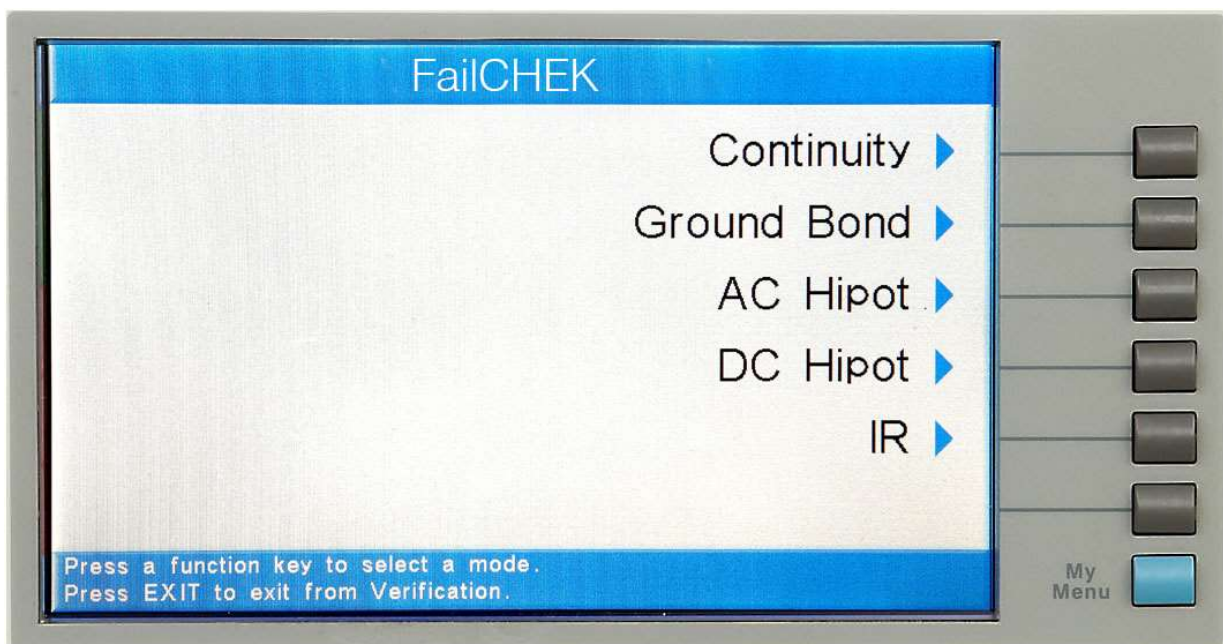 FailCHEK
Continuity
Ground Bond
AC Hipot
DC Hipot
IR
Press a function key to select a mode.
Press EXIT to exit from Verification.
My
Menu